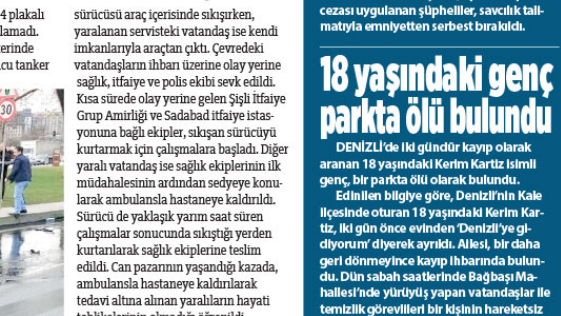 4 plakalı
lamadı.
erinde
cu tanker
30
sürücüsü araç içerisinde sıkışırken,
yaralanan servisteki vatandaş ise kendi
imkanlarıyla araçtan çıktı. Çevredeki
vatandaşların ihbarı üzerine olay yerine
sağlık, itfaiye ve polis ekibi sevk edildi.
Kısa sürede olay yerine gelen Şişli İtfaiye
Grup Amirliği ve Sadabad itfaiye istas-
yonuna bağlı ekipler, sıkışan sürücüyü
kurtarmak için çalışmalara başladı. Diğer
yaralı vatandaş ise sağlık ekiplerinin ilk
müdahalesinin ardından sedyeye konu-
larak ambulansla hastaneye kaldırıldı.
Sürücü de yaklaşık yarım saat süren
çalışmalar sonucunda sıkıştığı yerden
kurtarılarak sağlık ekiplerine teslim
edildi. Can pazarının yaşandığı kazada,
ambulansla hastaneye kaldırılarak
tedavi altına alınan yaralıların hayati
tehlikelerinin olmadığı öğrenildi.
cezası uygulanan şüpheliler, savcılık tali-
matıyla emniyetten serbest bırakıldı.
18 yaşındaki genç
parkta ölü bulundu
DENİZLİ’de iki gündür kayıp olarak
aranan 18 yaşındaki Kerim Kartiz isimli
genç, bir parkta ölü olarak bulundu.
Edinilen bilgiye göre, Denizli’nin Kale
ilçesinde oturan 18 yaşındaki Kerim Kar-
tiz, iki gün önce evinden ‘Denizli’ye gi-
diyorum’ diyerek ayrıldı. Ailesi, bir daha
geri dönmeyince kayıp ihbarında bulun-
du. Dün sabah saatlerinde Bağbaşı Ma-
hallesi’nde yürüyüş yapan vatandaşlar ile
temizlik görevlileri bir kişinin hareketsiz